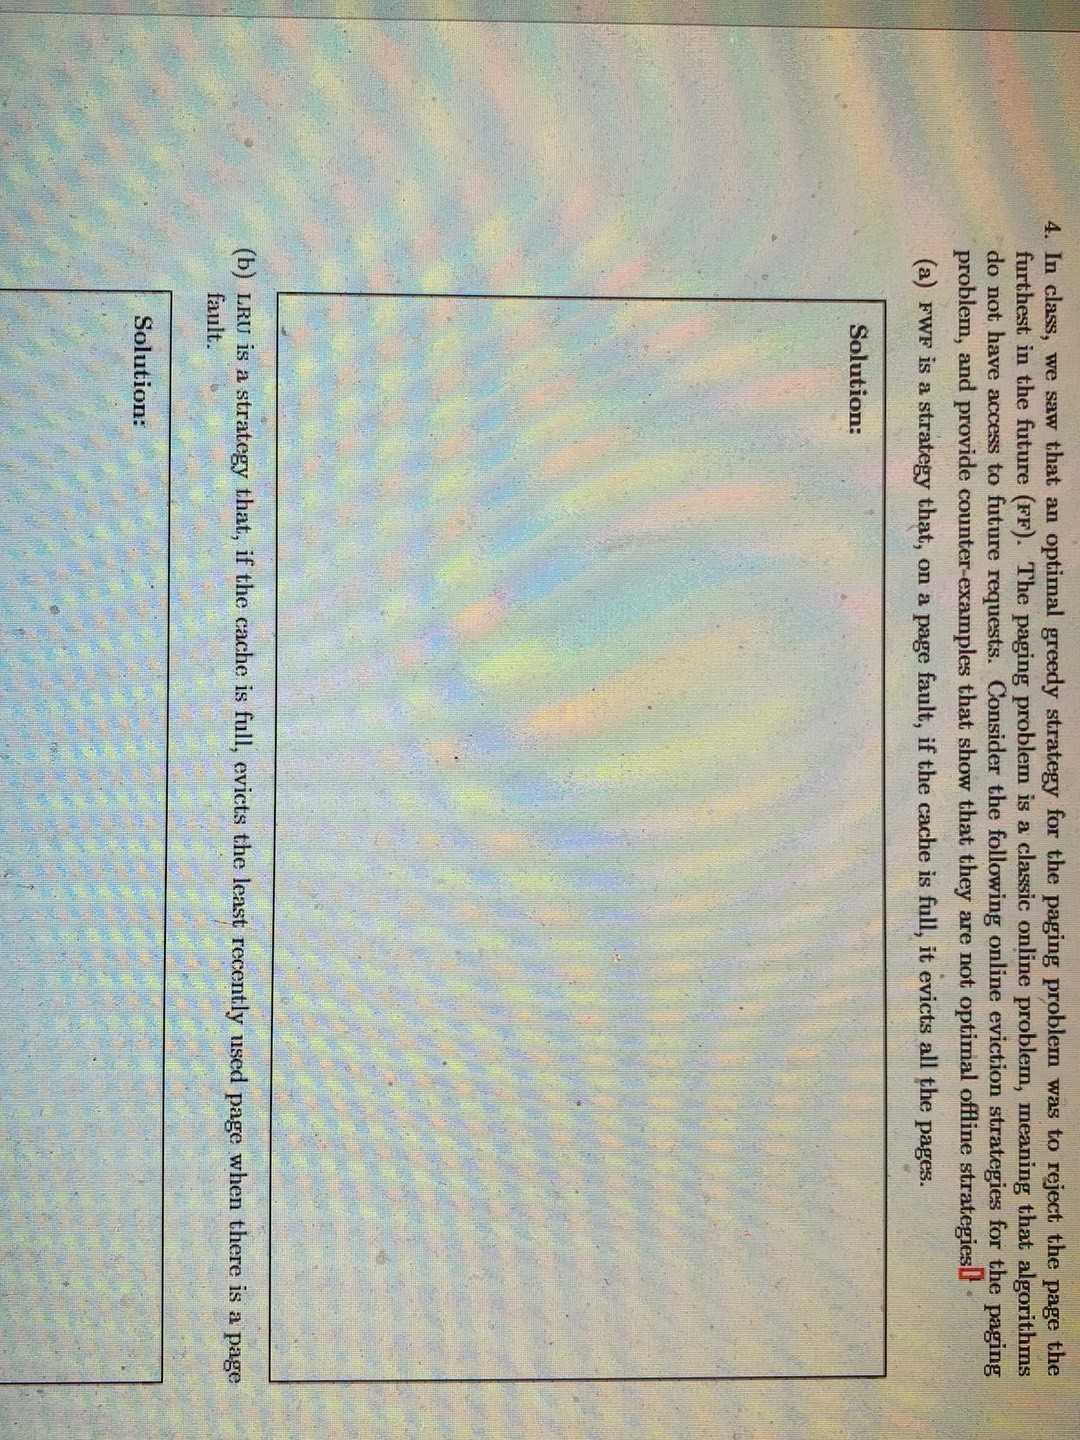 4. In class, we saw that an optimal greedy strategy for the paging problem was to reject the page the
furthest in the future (FF). The paging problem is a classic online problem, meaning that algorithms
do not have access to future requests. Consider the following online eviction strategies for the paging
problem, and provide counter-examples that show that they are not optimal offline strategies.
(a) FWF is a strategy that, on a page fault, if the cache is full, it evicts all the pages.
Solution:
(b) LRU is a strategy that, if the cache is full, evicts the least recently used page when there is a page
fault.
Solution: